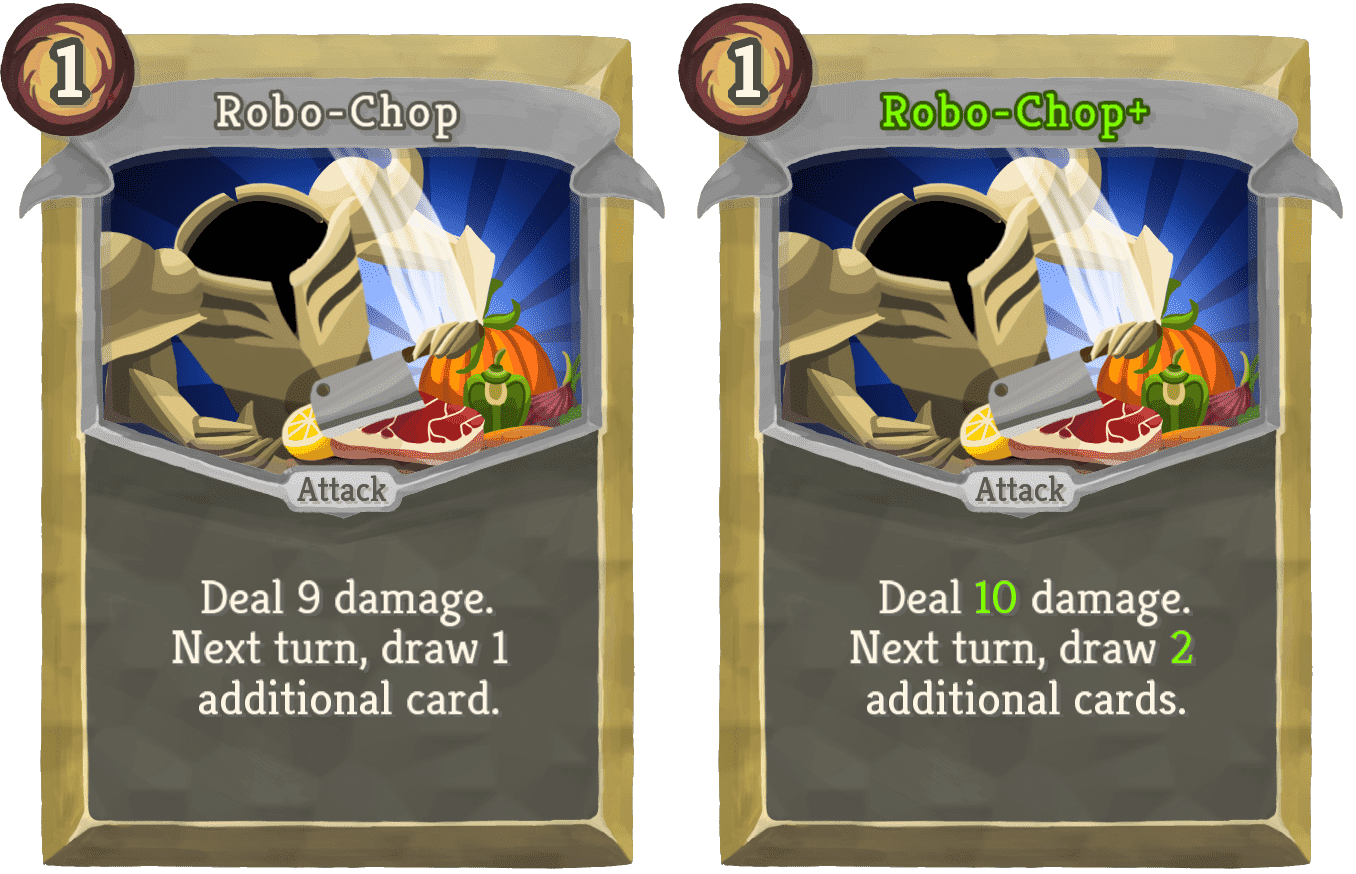 1
Robo-Chop
Attack
Deal 9 damage.
Next turn, draw 1
additional card.
1
Robo-Chop+
Attack
Deal 10 damage.
Next turn, draw 2
additional cards.